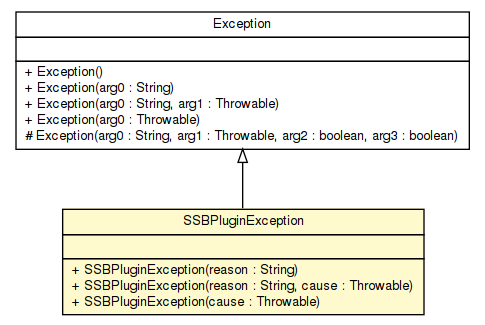 Exception
+ Exception()
+ Exception(arg0 : String)
+ Exception(arg0 : String, arg1 : Throwable)
+ Exception(arg0 : Throwable)
# Exception(arg0 : String, arg1 : Throwable, arg2 : boolean, arg3 : boolean)
SSBPluginException
+ SSBPluginException(reason : String)
+ SSBPluginException(reason : String, cause : Throwable)
+ SSBPluginException(cause : Throwable)